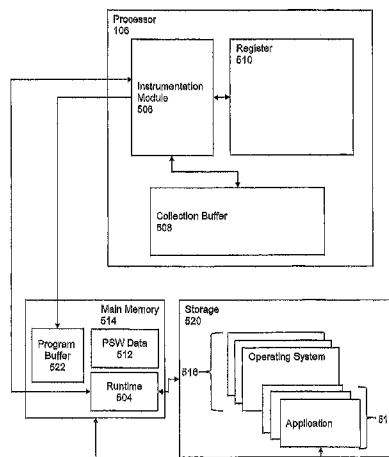 Processor
106
Instrumentation
Module
506
Register
510
Collection Buffer
508
Main Memory
514
Program
Buffer
522
PSW Data
512
Runtime
504
Storage
520
516
Operating System
Application
51